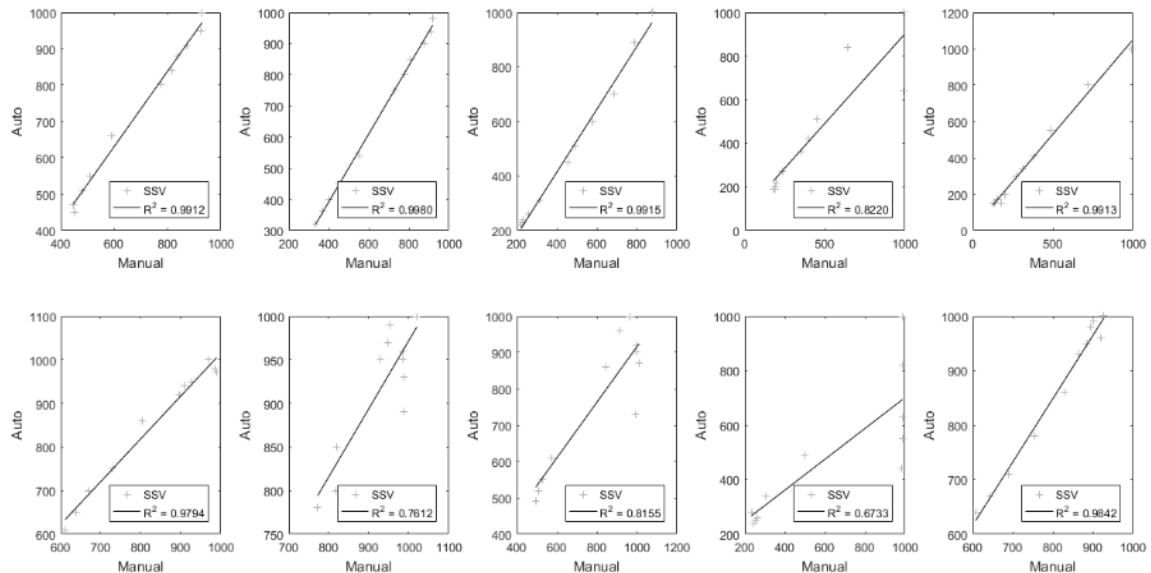 1000
900
800
700
600
500
400
Auto
SSV
R² = 0.9912
400 600 800 1000
Manual
1000
900
800
700
600
500
400
300
Auto
SSV
R² = 0.9980
200 400 600 800 1000
Manual
1000
800
600
400
200
Auto
SSV
R² = 0.9915
200 400 600 800 1000
Manual
1000
800
600
400
200
0
Auto
SSV
R² = 0.8220
0 500 1000
Manual
1200
1000
800
600
400
200
0
Auto
SSV
R² = 0.9913
0 500 1000
Manual
1100
1000
900
800
700
600
Auto
SSV
R² = 0.9794
600 700 800 900 1000
Manual
1000
950
900
850
800
750
Auto
SSV
R² = 0.7612
700 800 900 1000 1100
Manual
1000
900
800
700
600
500
400
Auto
SSV
R² = 0.8155
400 600 800 1000 1200
Manual
1000
800
600
400
200
Auto
SSV
R² = 0.6733
200 400 600 800 1000
Manual
1000
900
800
700
600
Auto
SSV
R² = 0.9842
600 700 800 900 1000
Manual